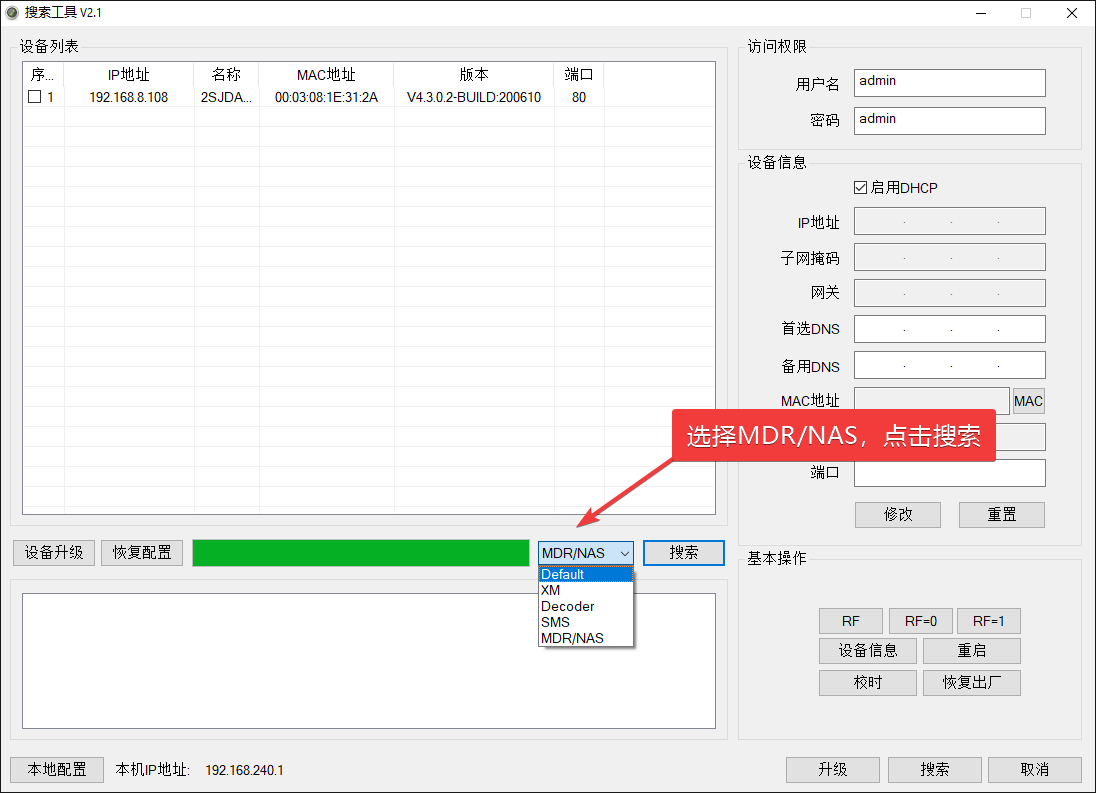 搜索工具 V2.1
设备列表
序... IP地址 名称 MAC地址 版本 端口
1 192.168.8.108 2SJDA... 00:03:08:1E:31:2A V4.3.0.2-BUILD:200610 80
访问权限
用户名 admin
密码 admin
设备信息
启用DHCP
IP地址
子网掩码
网关
首选DNS
备用DNS
MAC地址 MAC
选择MDR/NAS，点击搜索
端口
修改 重置
设备升级 恢复配置 MDR/NAS 搜索
Default
XM
Decoder
SMS
MDR/NAS
基本操作
RF RF=0 RF=1
设备信息 重启
校时 恢复出厂
本地配置 本机IP地址: 192.168.240.1
升级 搜索 取消